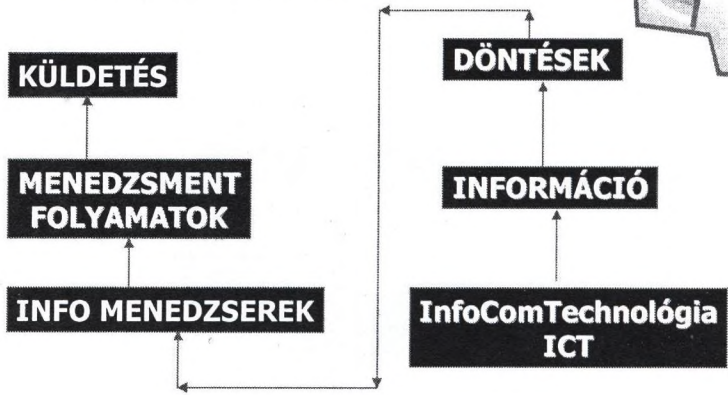 KÜLDETÉS
MENEDZSMENT
FOLYAMATOK
INFO MENEDZSEREK
DÖNTÉSEK
INFORMÁCIÓ
InfoComTechnológia
ICT